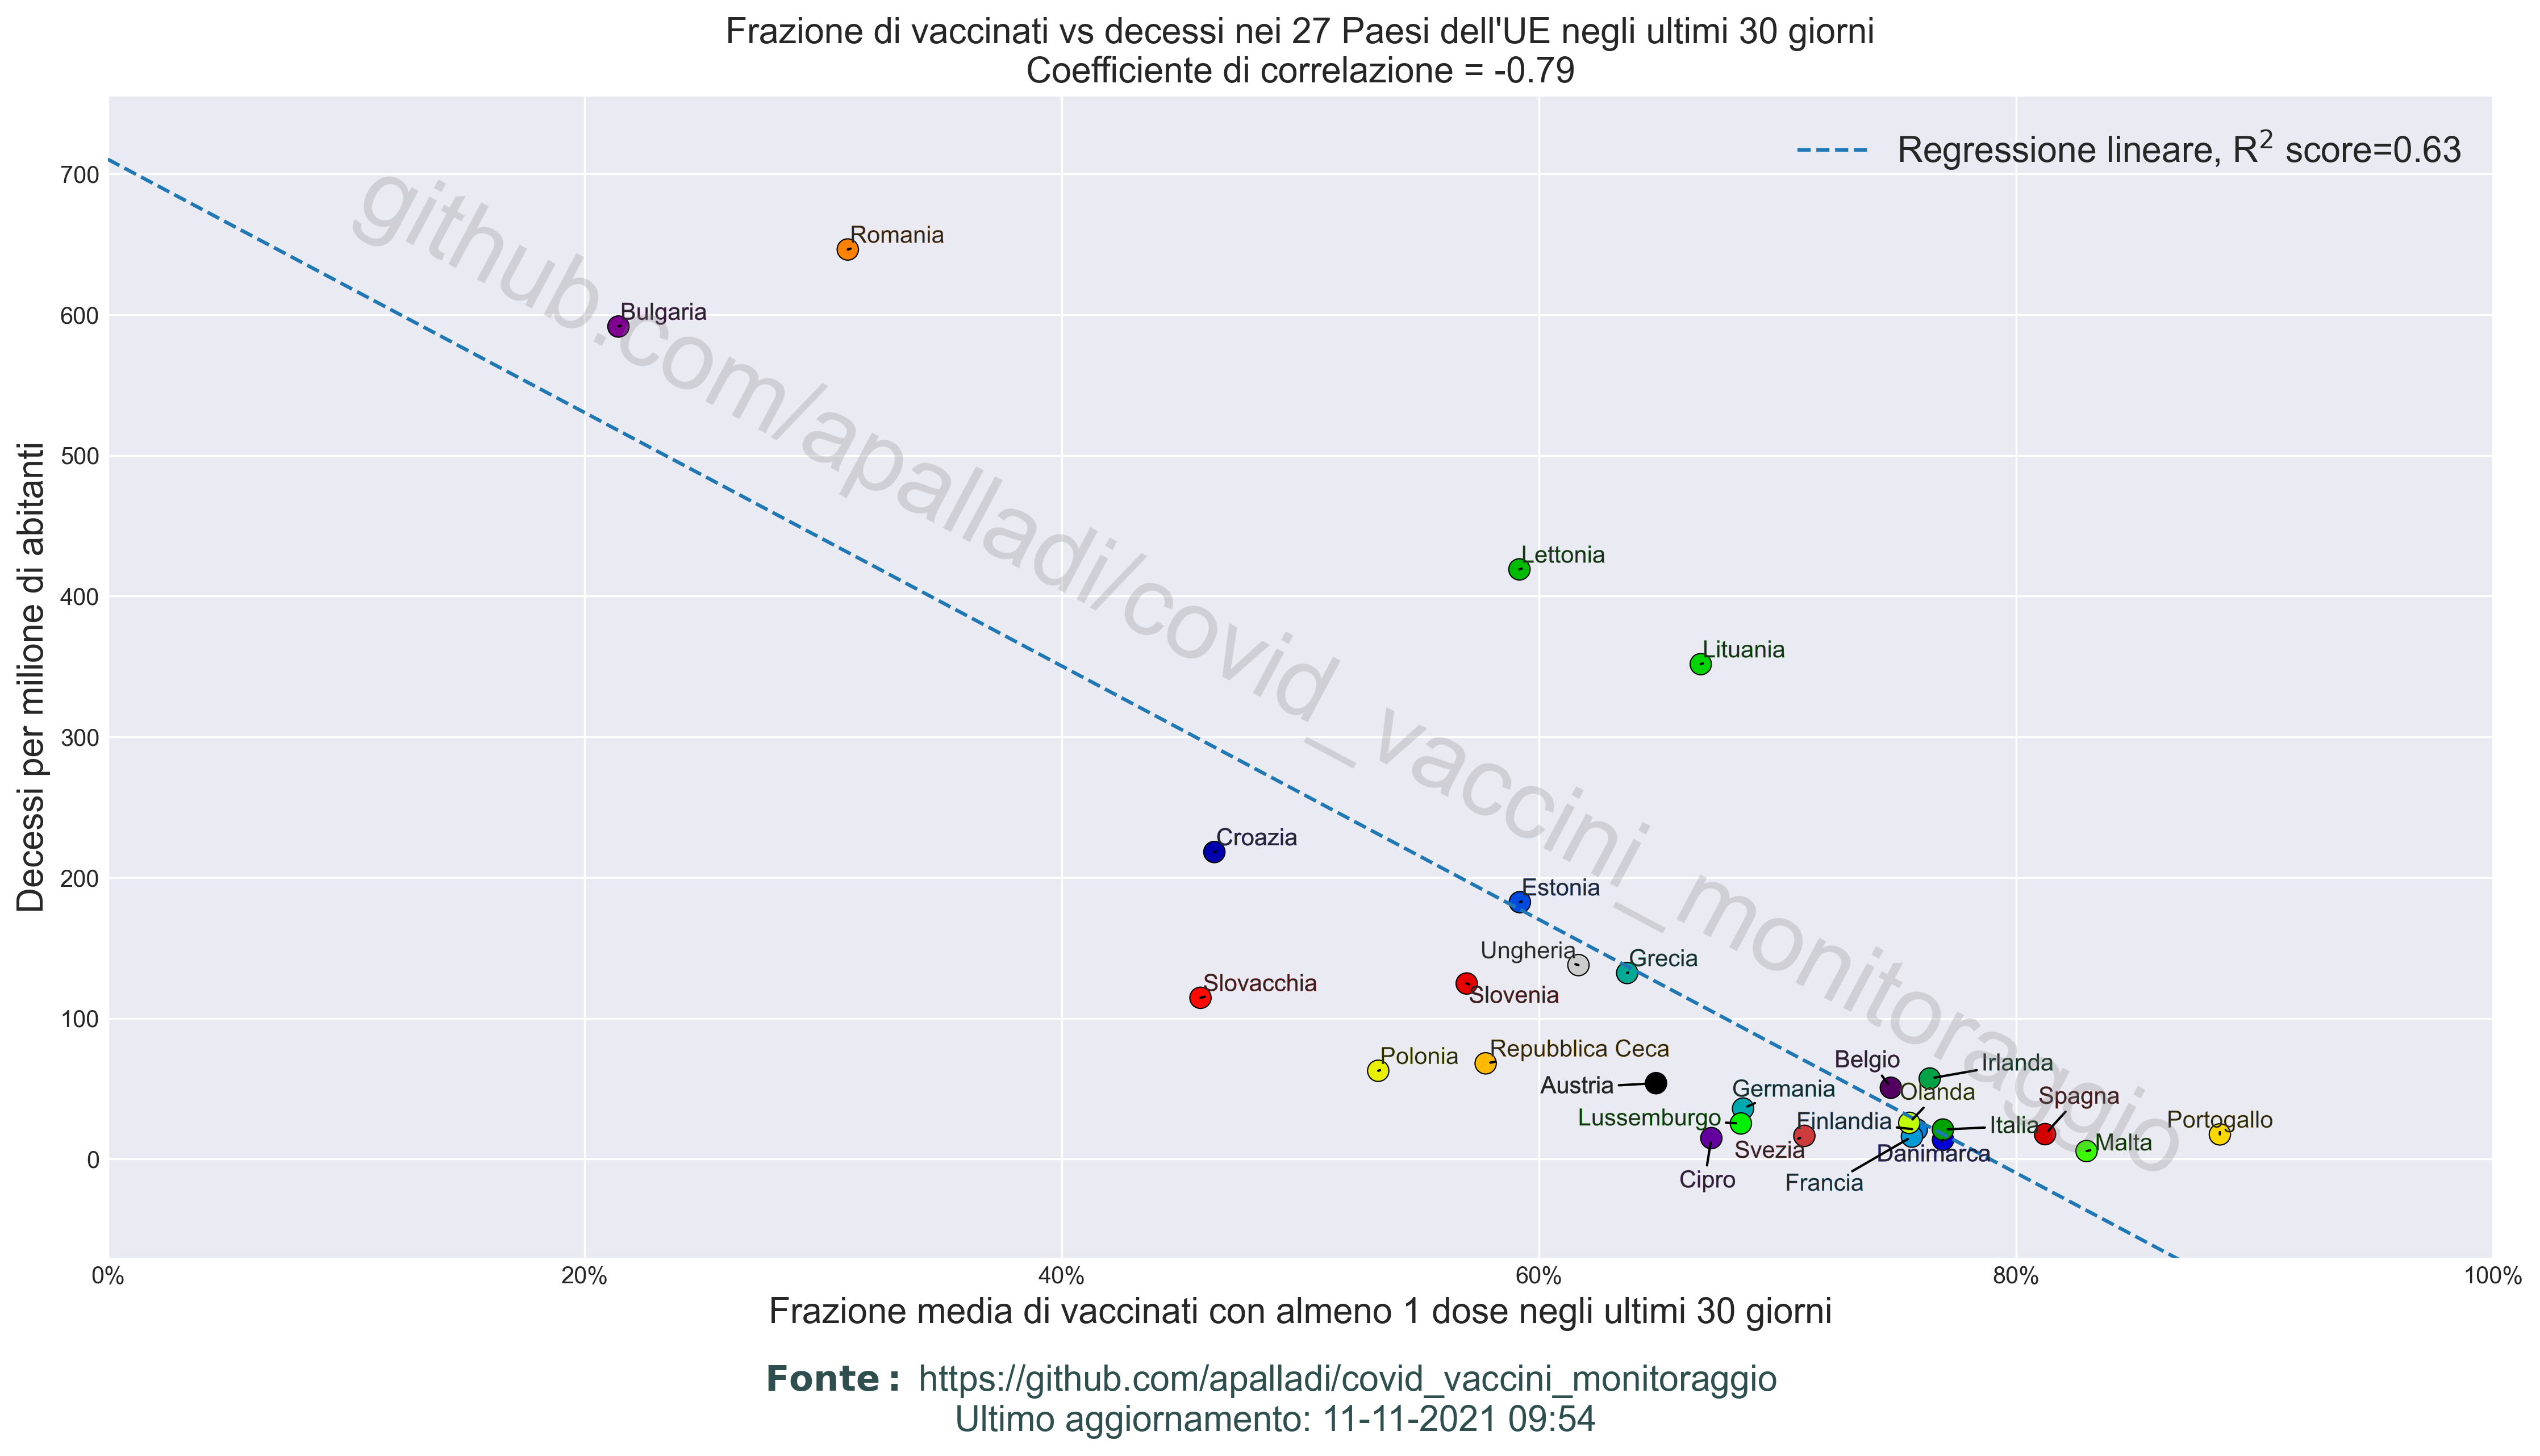 Frazione di vaccinati vs decessi nei 27 Paesi dell'UE negli ultimi 30 giorni
Coefficiente di correlazione = -0.79
Regressione lineare, R² score=0.63
github.com/apalladi/covid_vaccini_monitoraggio
Decessi per milione di abitanti
700
600
500
400
300
200
100
0
Romania
Bulgaria
Lettonia
Lituania
Croazia
Estonia
Ungheria
Grecia
Slovacchia
Slovenia
Polonia
Repubblica Ceca
Belgio
Irlanda
Austria
Germania
Olanda
Spagna
Lussemburgo
Finlandia
Italia
Portogallo
Svezia
Danimarca
Malta
Cipro
Francia
0%
20%
40%
60%
80%
100%
Frazione media di vaccinati con almeno 1 dose negli ultimi 30 giorni
Fonte: https://github.com/apalladi/covid_vaccini_monitoraggio
Ultimo aggiornamento: 11-11-2021 09:54